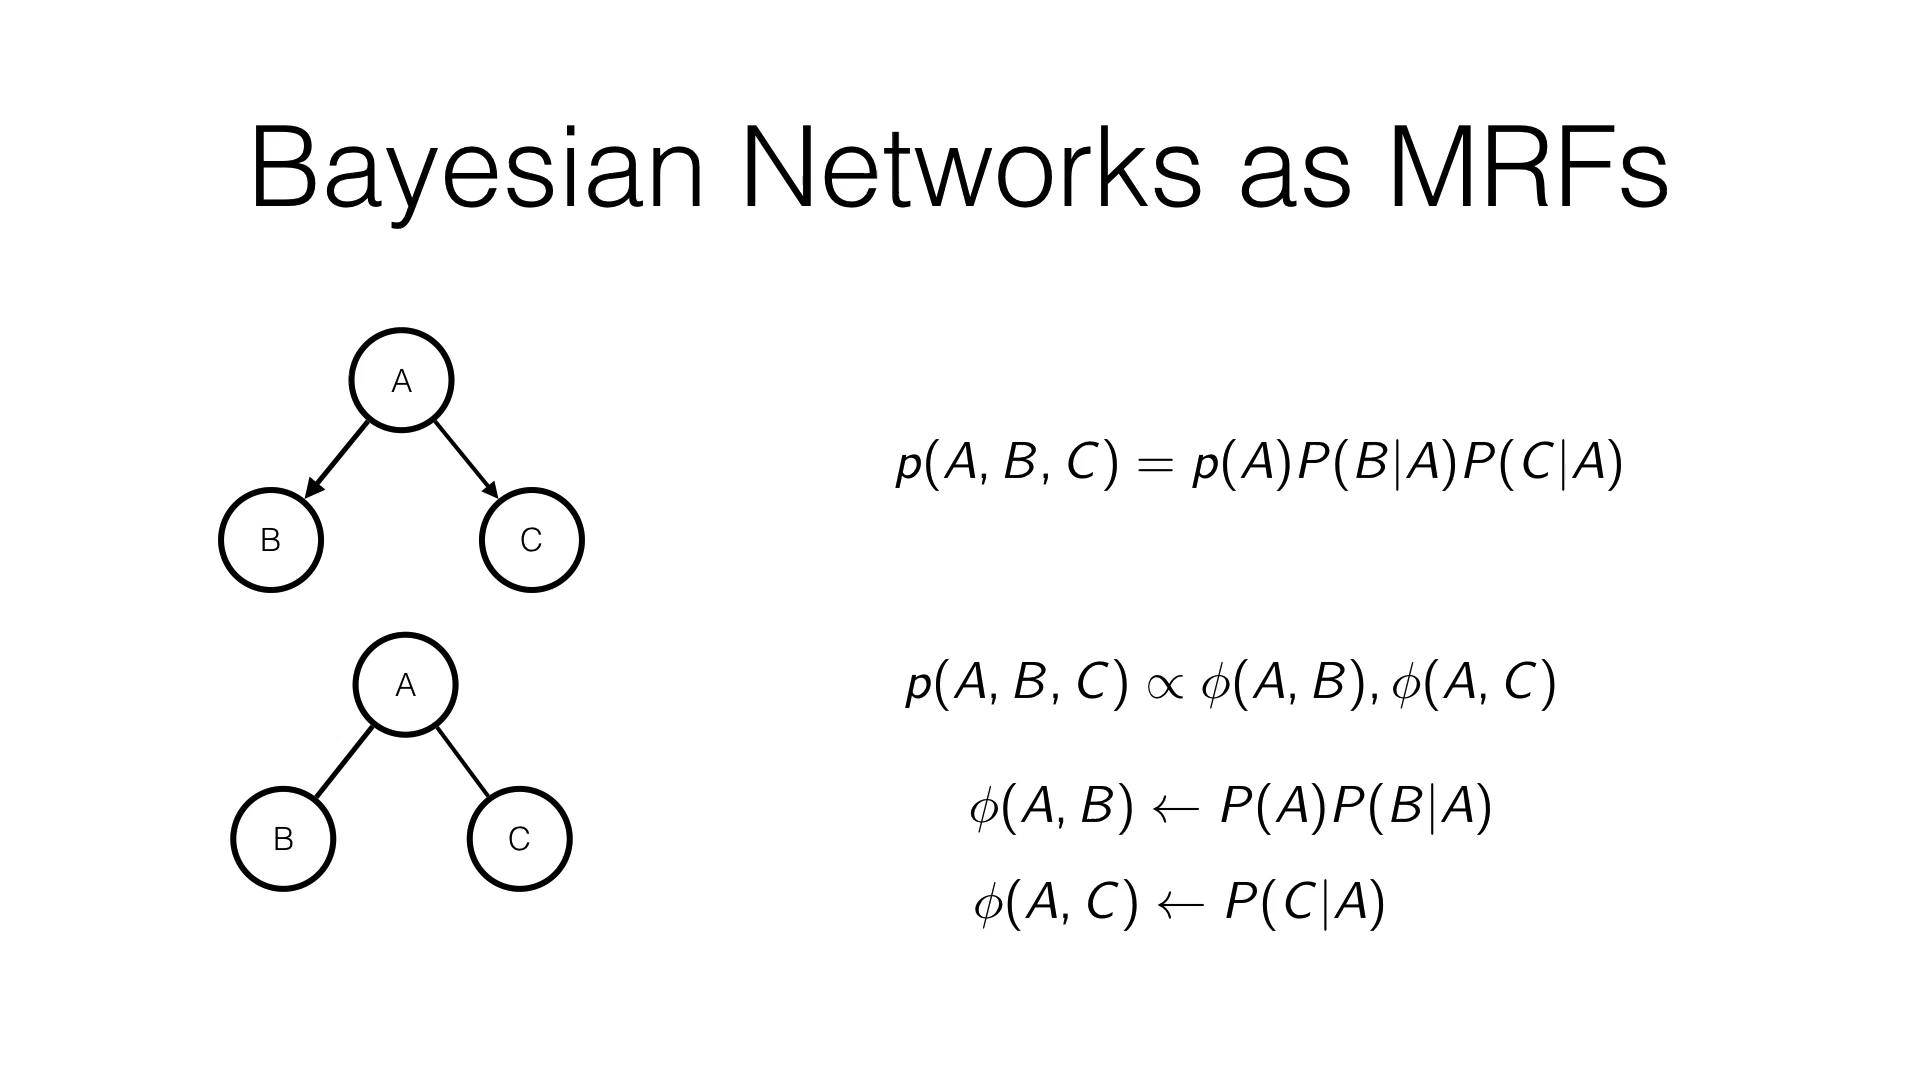 Bayesian Networks as MRFs
A
B
C
p(A, B, C) = p(A)P(B|A)P(C|A)
A
B
C
p(A, B, C) ∝ ϕ(A, B), ϕ(A, C)
ϕ(A, B) ← P(A)P(B|A)
ϕ(A, C) ← P(C|A)